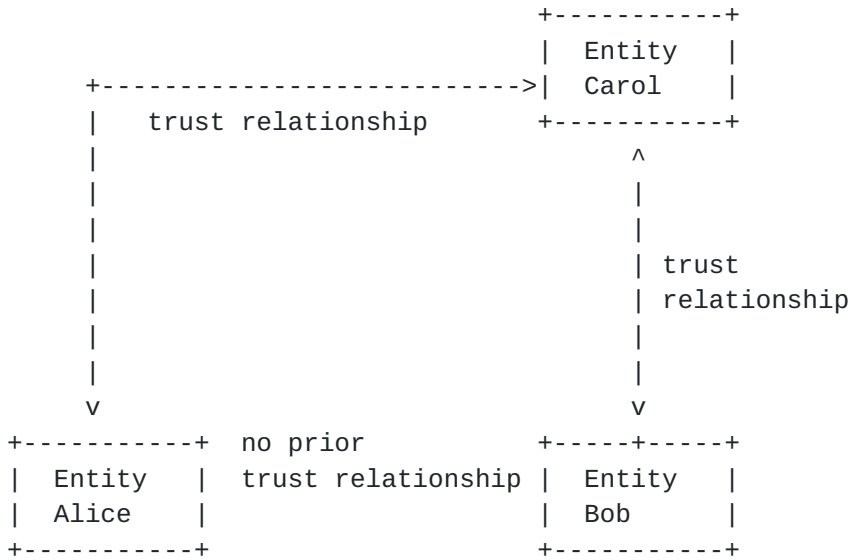 Entity
Carol
trust relationship
trust
relationship
no prior
trust relationship
Entity
Alice
Entity
Bob